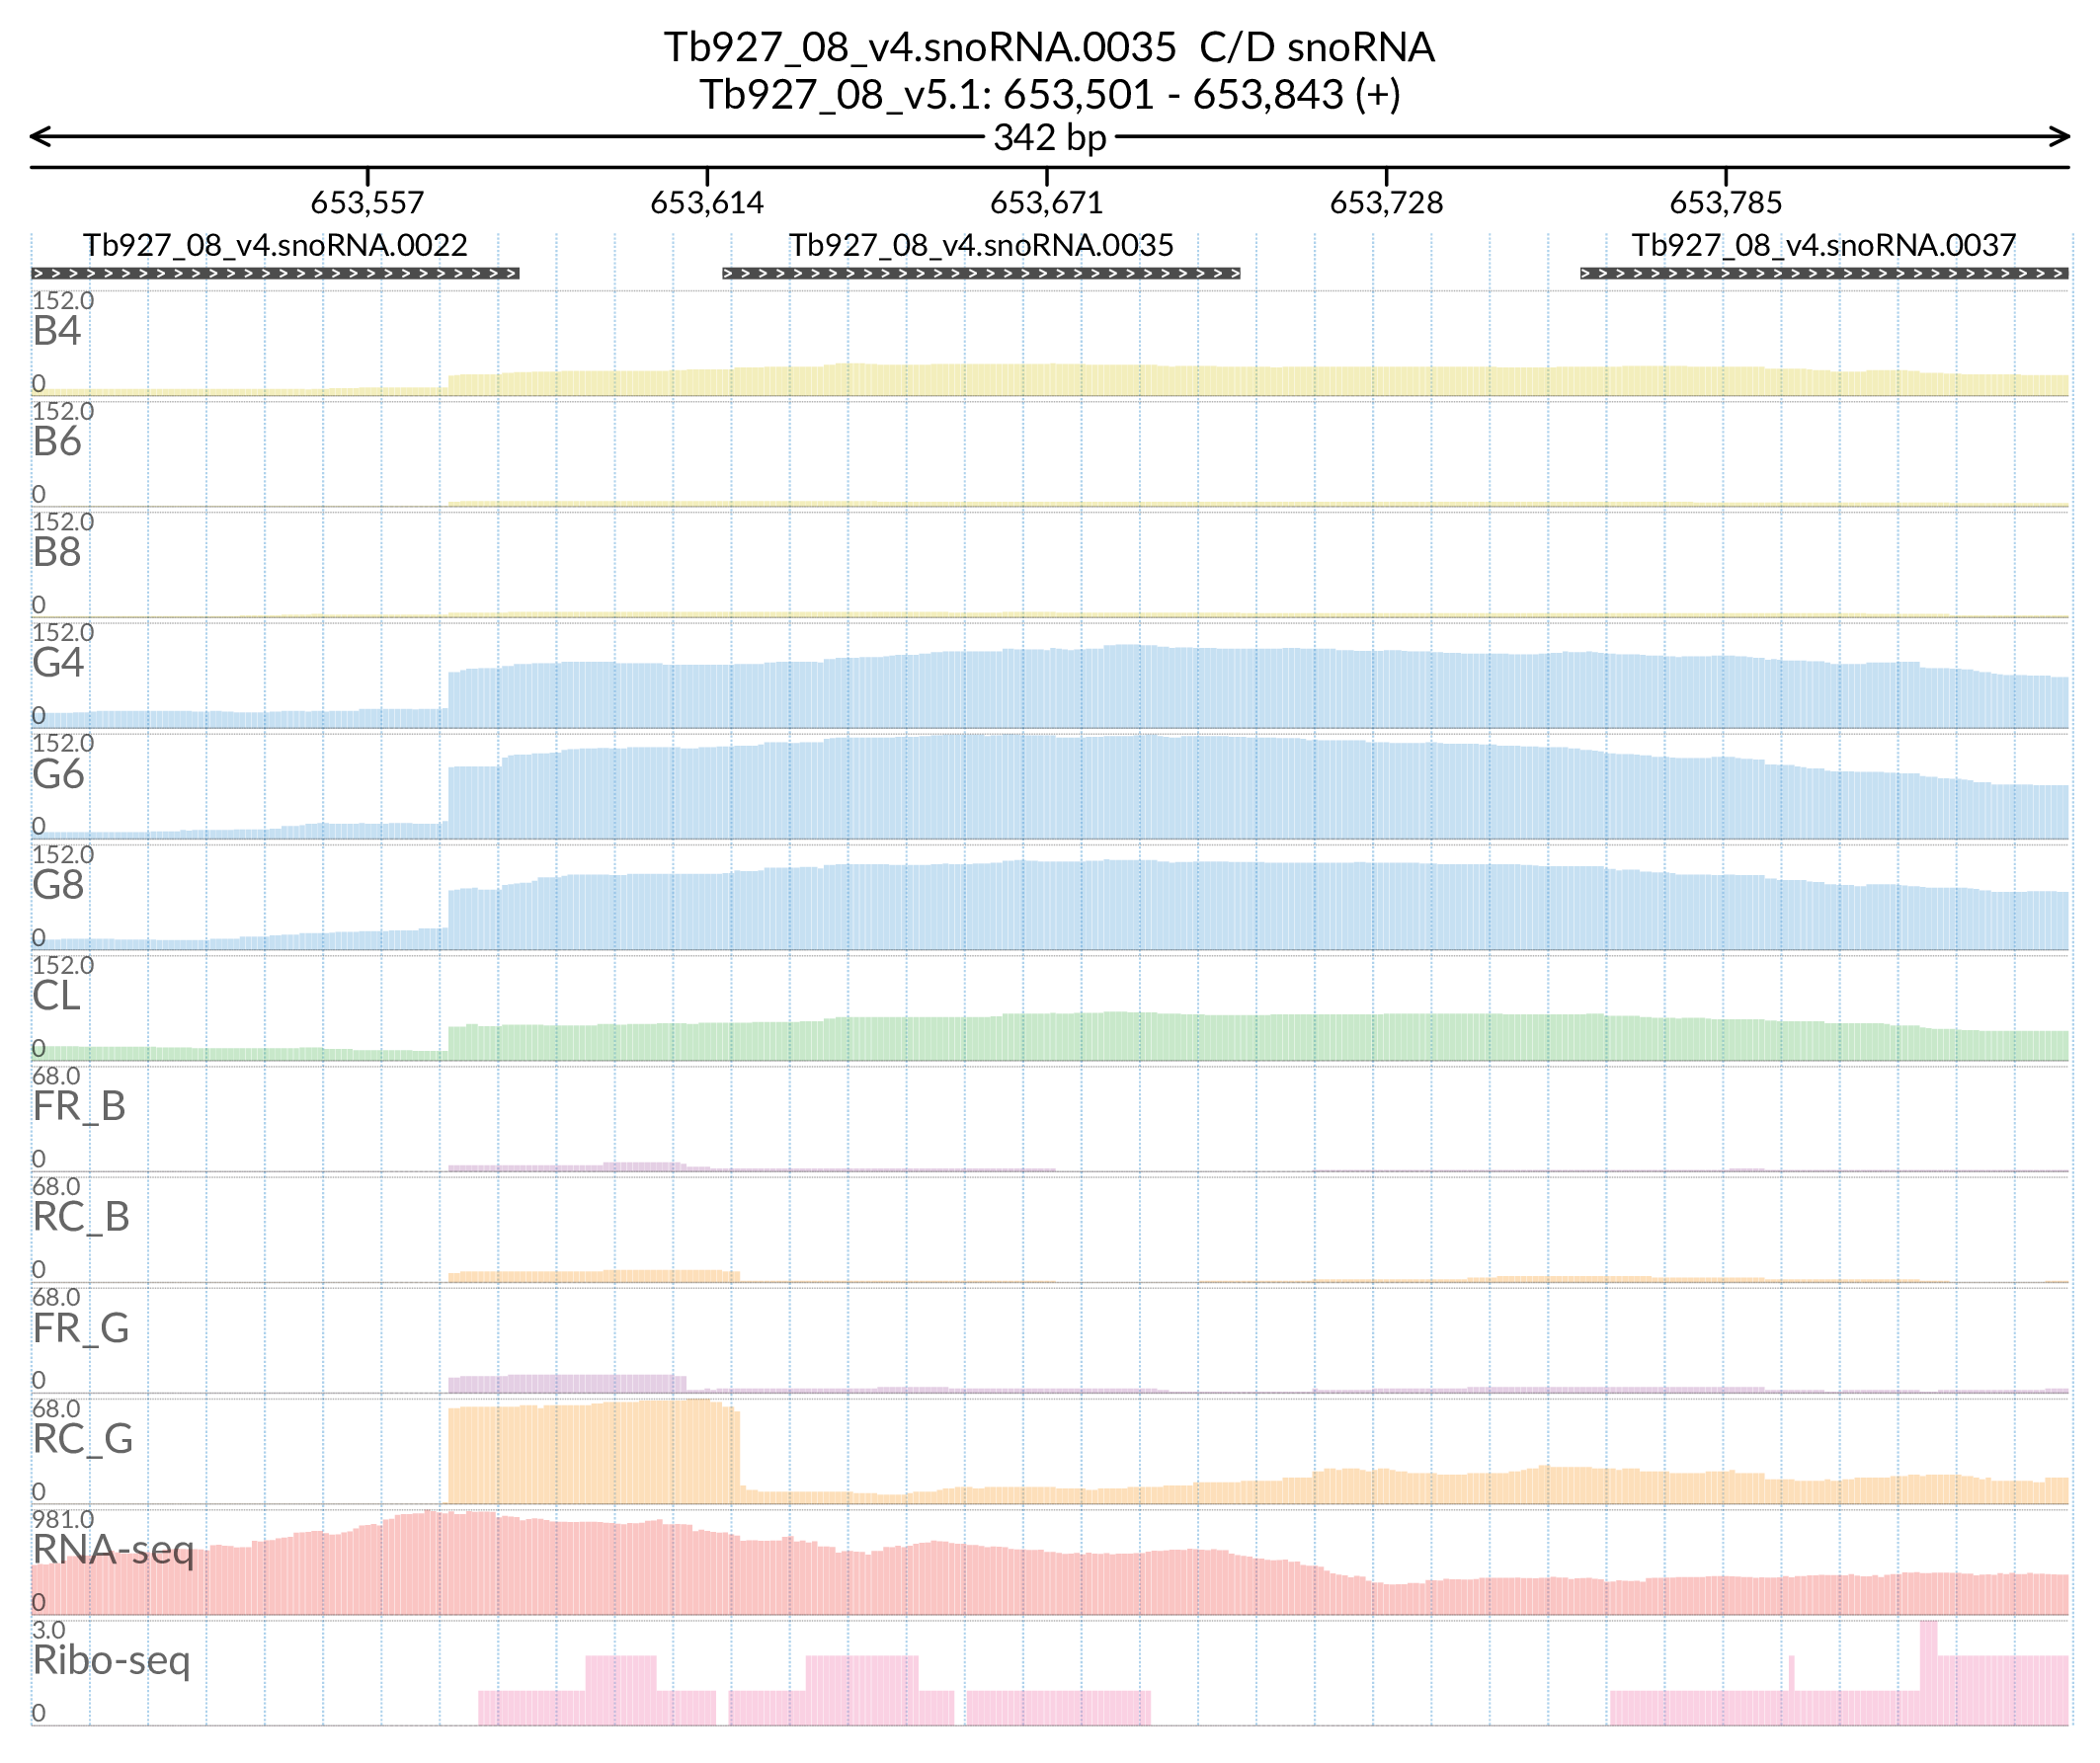 Tb927_08_v4.snoRNA.0035 C/D snoRNA
Tb927_08_v5.1: 653,501 - 653,843 (+)
342 bp
653,557 653,614 653,671 653,728 653,785
Tb927_08_v4.snoRNA.0022 Tb927_08_v4.snoRNA.0035 Tb927_08_v4.snoRNA.0037
152.0
B4
0
152.0
B6
0
152.0
B8
0
152.0
G4
0
152.0
G6
0
152.0
G8
0
152.0
CL
0
68.0
FR_B
0
68.0
RC_B
0
68.0
FR_G
0
68.0
RC_G
0
981.0
RNA-seq
0
3.0
Ribo-seq
0